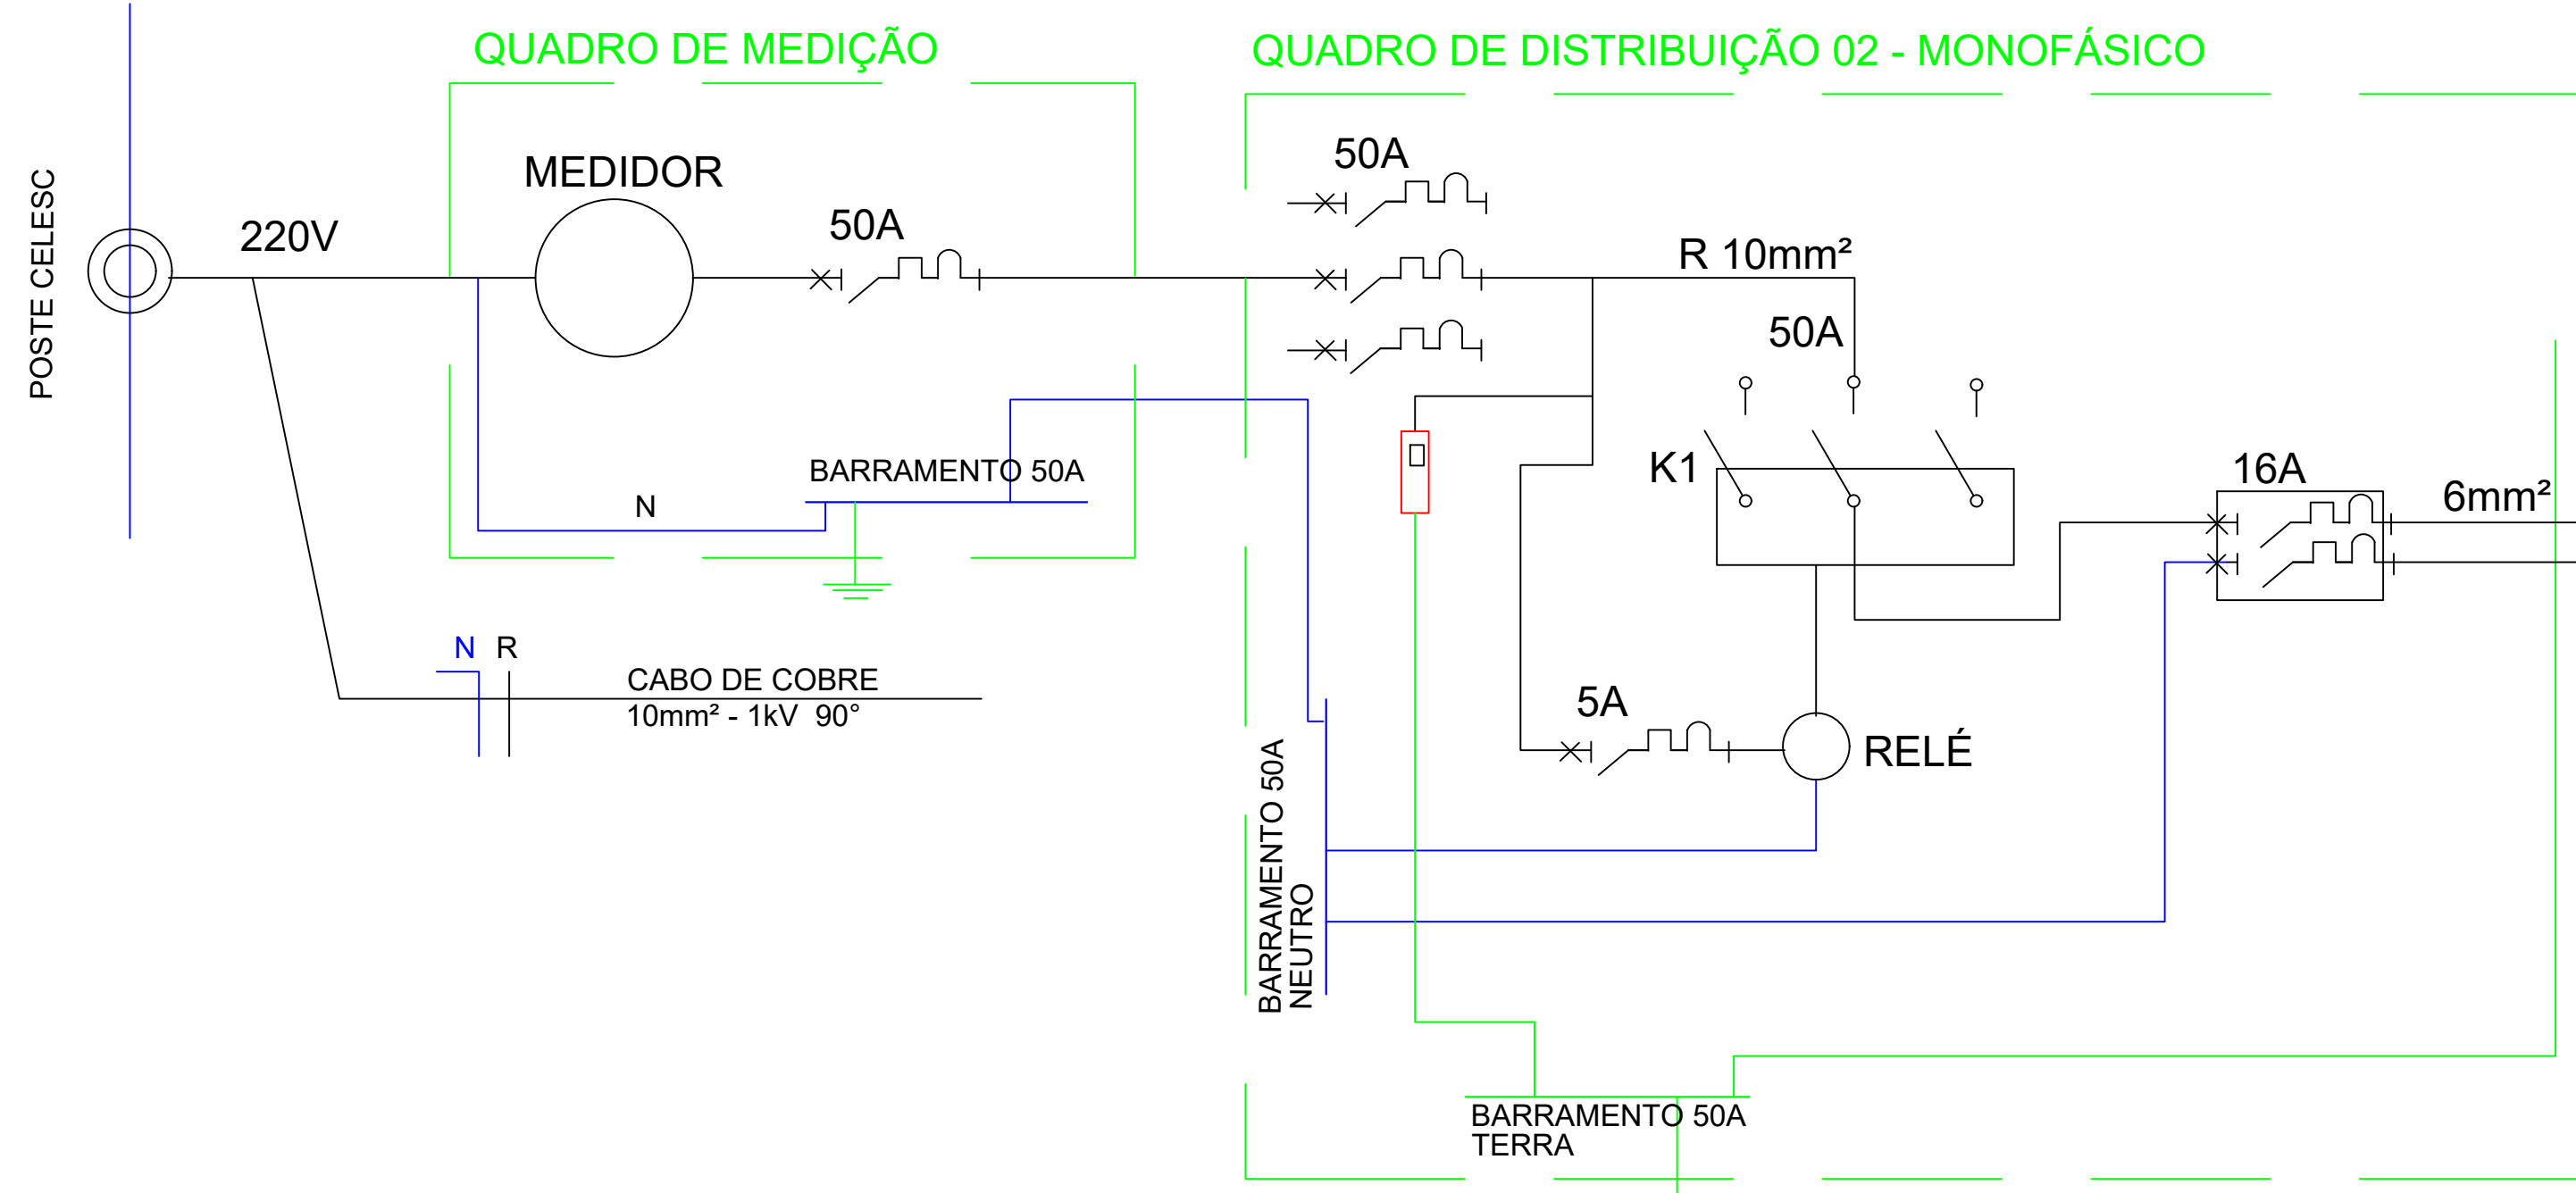 QUADRO DE MEDIÇÃO
QUADRO DE DISTRIBUIÇÃO 02 - MONOFÁSICO
POSTE CELESC
220V
MEDIDOR
50A
50A
R 10mm²
50A
K1
16A
6mm²
BARRAMENTO 50A
N
N R
CABO DE COBRE
10mm² - 1kV 90°
5A
RELÉ
BARRAMENTO 50A
NEUTRO
BARRAMENTO 50A
TERRA